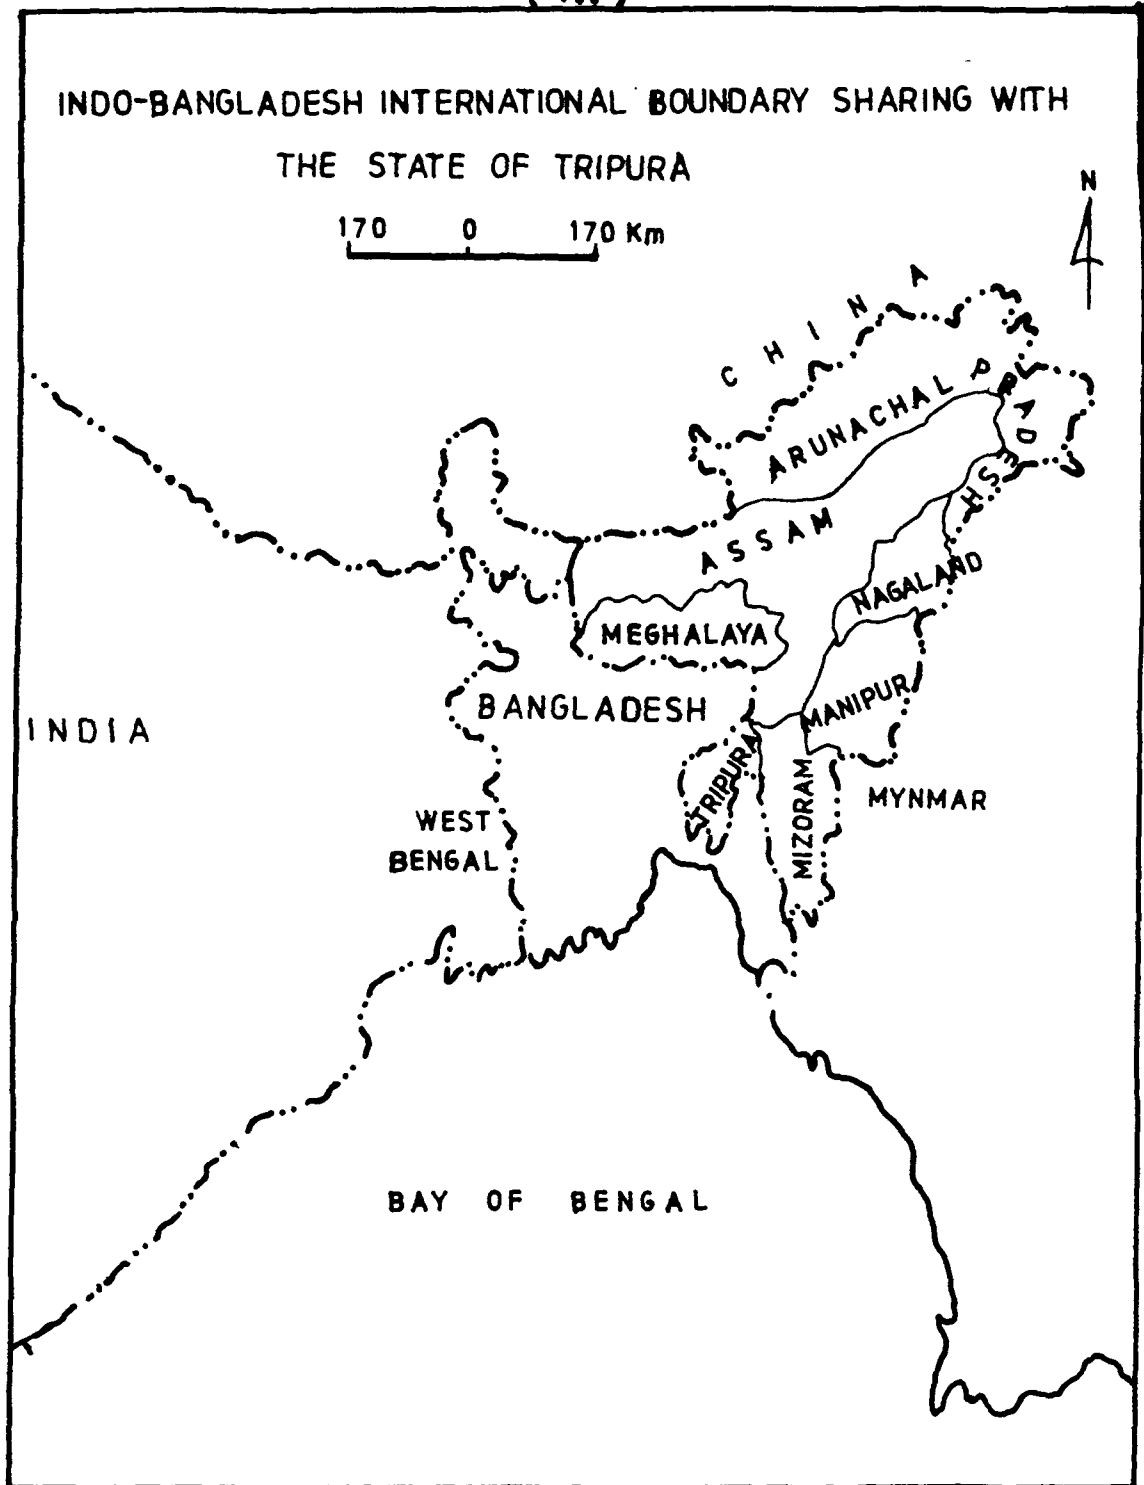 INDO-BANGLADESH INTERNATIONAL BOUNDARY SHARING WITH
THE STATE OF TRIPURA
170 0 170 Km
N
CHINA
ARUNACHAL PRADESH
ASSAM
NAGALAND
MEGHALAYA
BANGLADESH
MANIPUR
INDIA
TRIPURA
MIZORAM
MYNMAR
WEST
BENGAL
BAY OF BENGAL